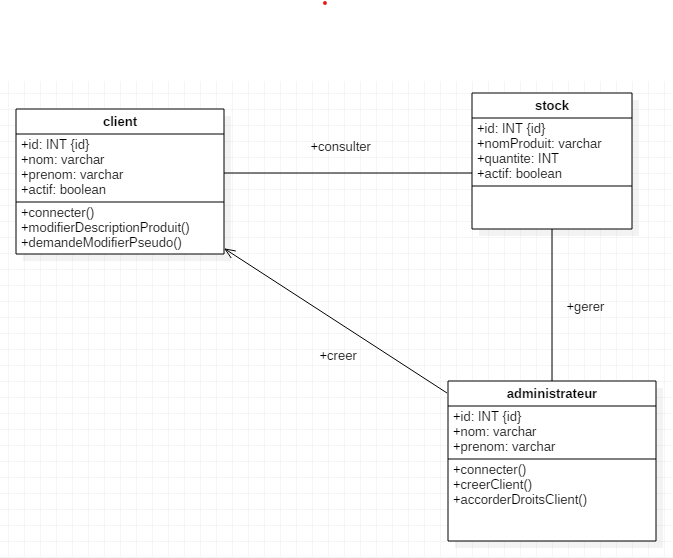 client
+id: INT {id}
+nom: varchar
+prenom: varchar
+actif: boolean
+connecter()
+modifierDescriptionProduit()
+demandeModifierPseudo()
+consulter
stock
+id: INT {id}
+nomProduit: varchar
+quantite: INT
+actif: boolean
+gerer
+creer
administrateur
+id: INT {id}
+nom: varchar
+prenom: varchar
+connecter()
+creerClient()
+accorderDroitsClient()